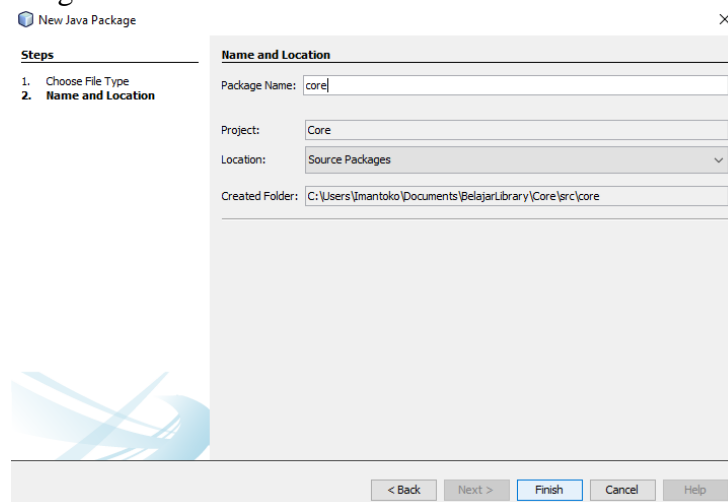 New Java Package
Steps
1. Choose File Type
2. Name and Location
Name and Location
Package Name: core
Project: Core
Location: Source Packages
Created Folder: C:\Users\Imantoko\Documents\BelajarLibrary\Core\src\core
< Back Next > Finish Cancel Help